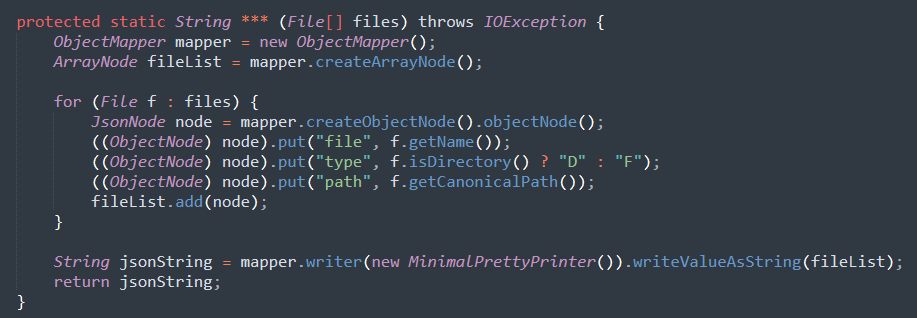 protected static String *** (File[] files) throws IOException {
    ObjectMapper mapper = new ObjectMapper();
    ArrayNode fileList = mapper.createArrayNode();

    for (File f : files) {
        JsonNode node = mapper.createObjectNode().objectNode();
        ((ObjectNode) node).put("file", f.getName());
        ((ObjectNode) node).put("type", f.isDirectory() ? "D" : "F");
        ((ObjectNode) node).put("path", f.getCanonicalPath());
        fileList.add(node);
    }

    String jsonString = mapper.writer(new MinimalPrettyPrinter()).writeValueAsString(fileList);
    return jsonString;
}